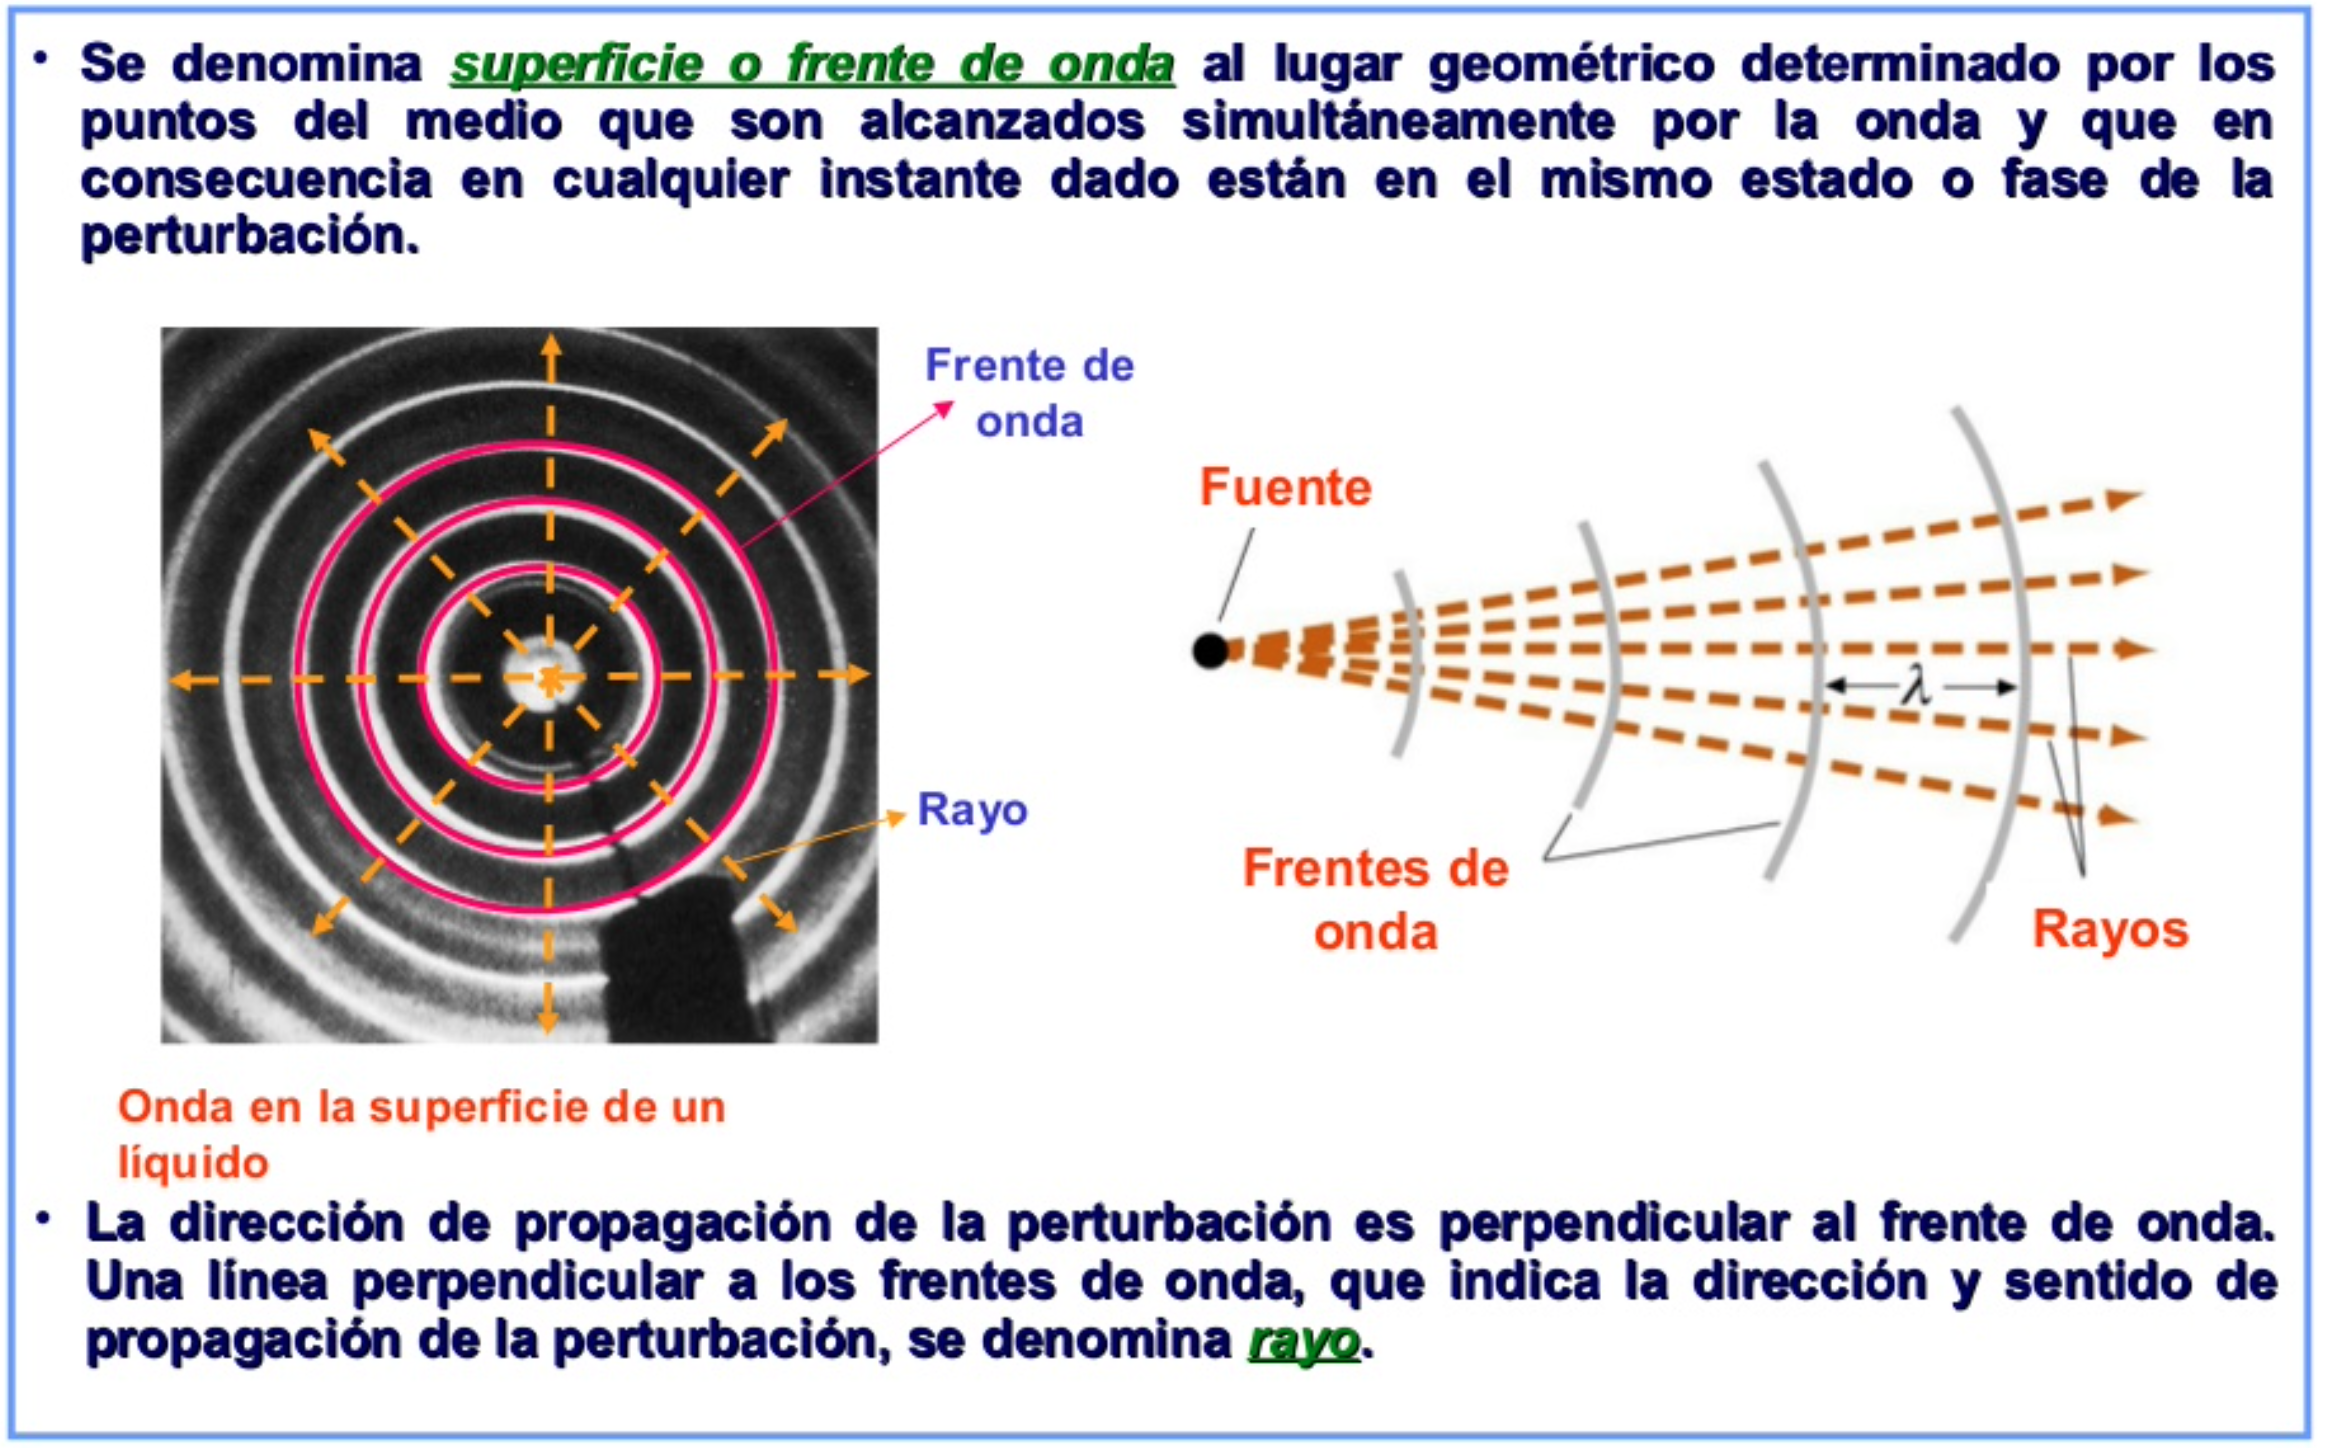 • Se denomina superficie o frente de onda al lugar geométrico determinado por los
puntos del medio que son alcanzados simultáneamente por la onda y que en
consecuencia en cualquier instante dado están en el mismo estado o fase de la
perturbación.
Frente de
onda
Rayo
Onda en la superficie de un
líquido
Fuente
λ
Frentes de
onda
Rayos
• La dirección de propagación de la perturbación es perpendicular al frente de onda.
Una línea perpendicular a los frentes de onda, que indica la dirección y sentido de
propagación de la perturbación, se denomina rayo.